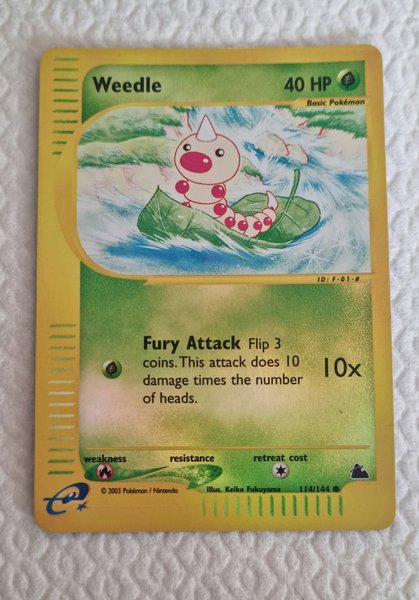 Weedle 40 HP
Basic Pokémon
ID: F-01-#
Fury Attack Flip 3
coins. This attack does 10
damage times the number
of heads.
10x
weakness resistance retreat cost
© 2003 Pokémon / Nintendo Illus. Keiko Fukuyama 114/144
e